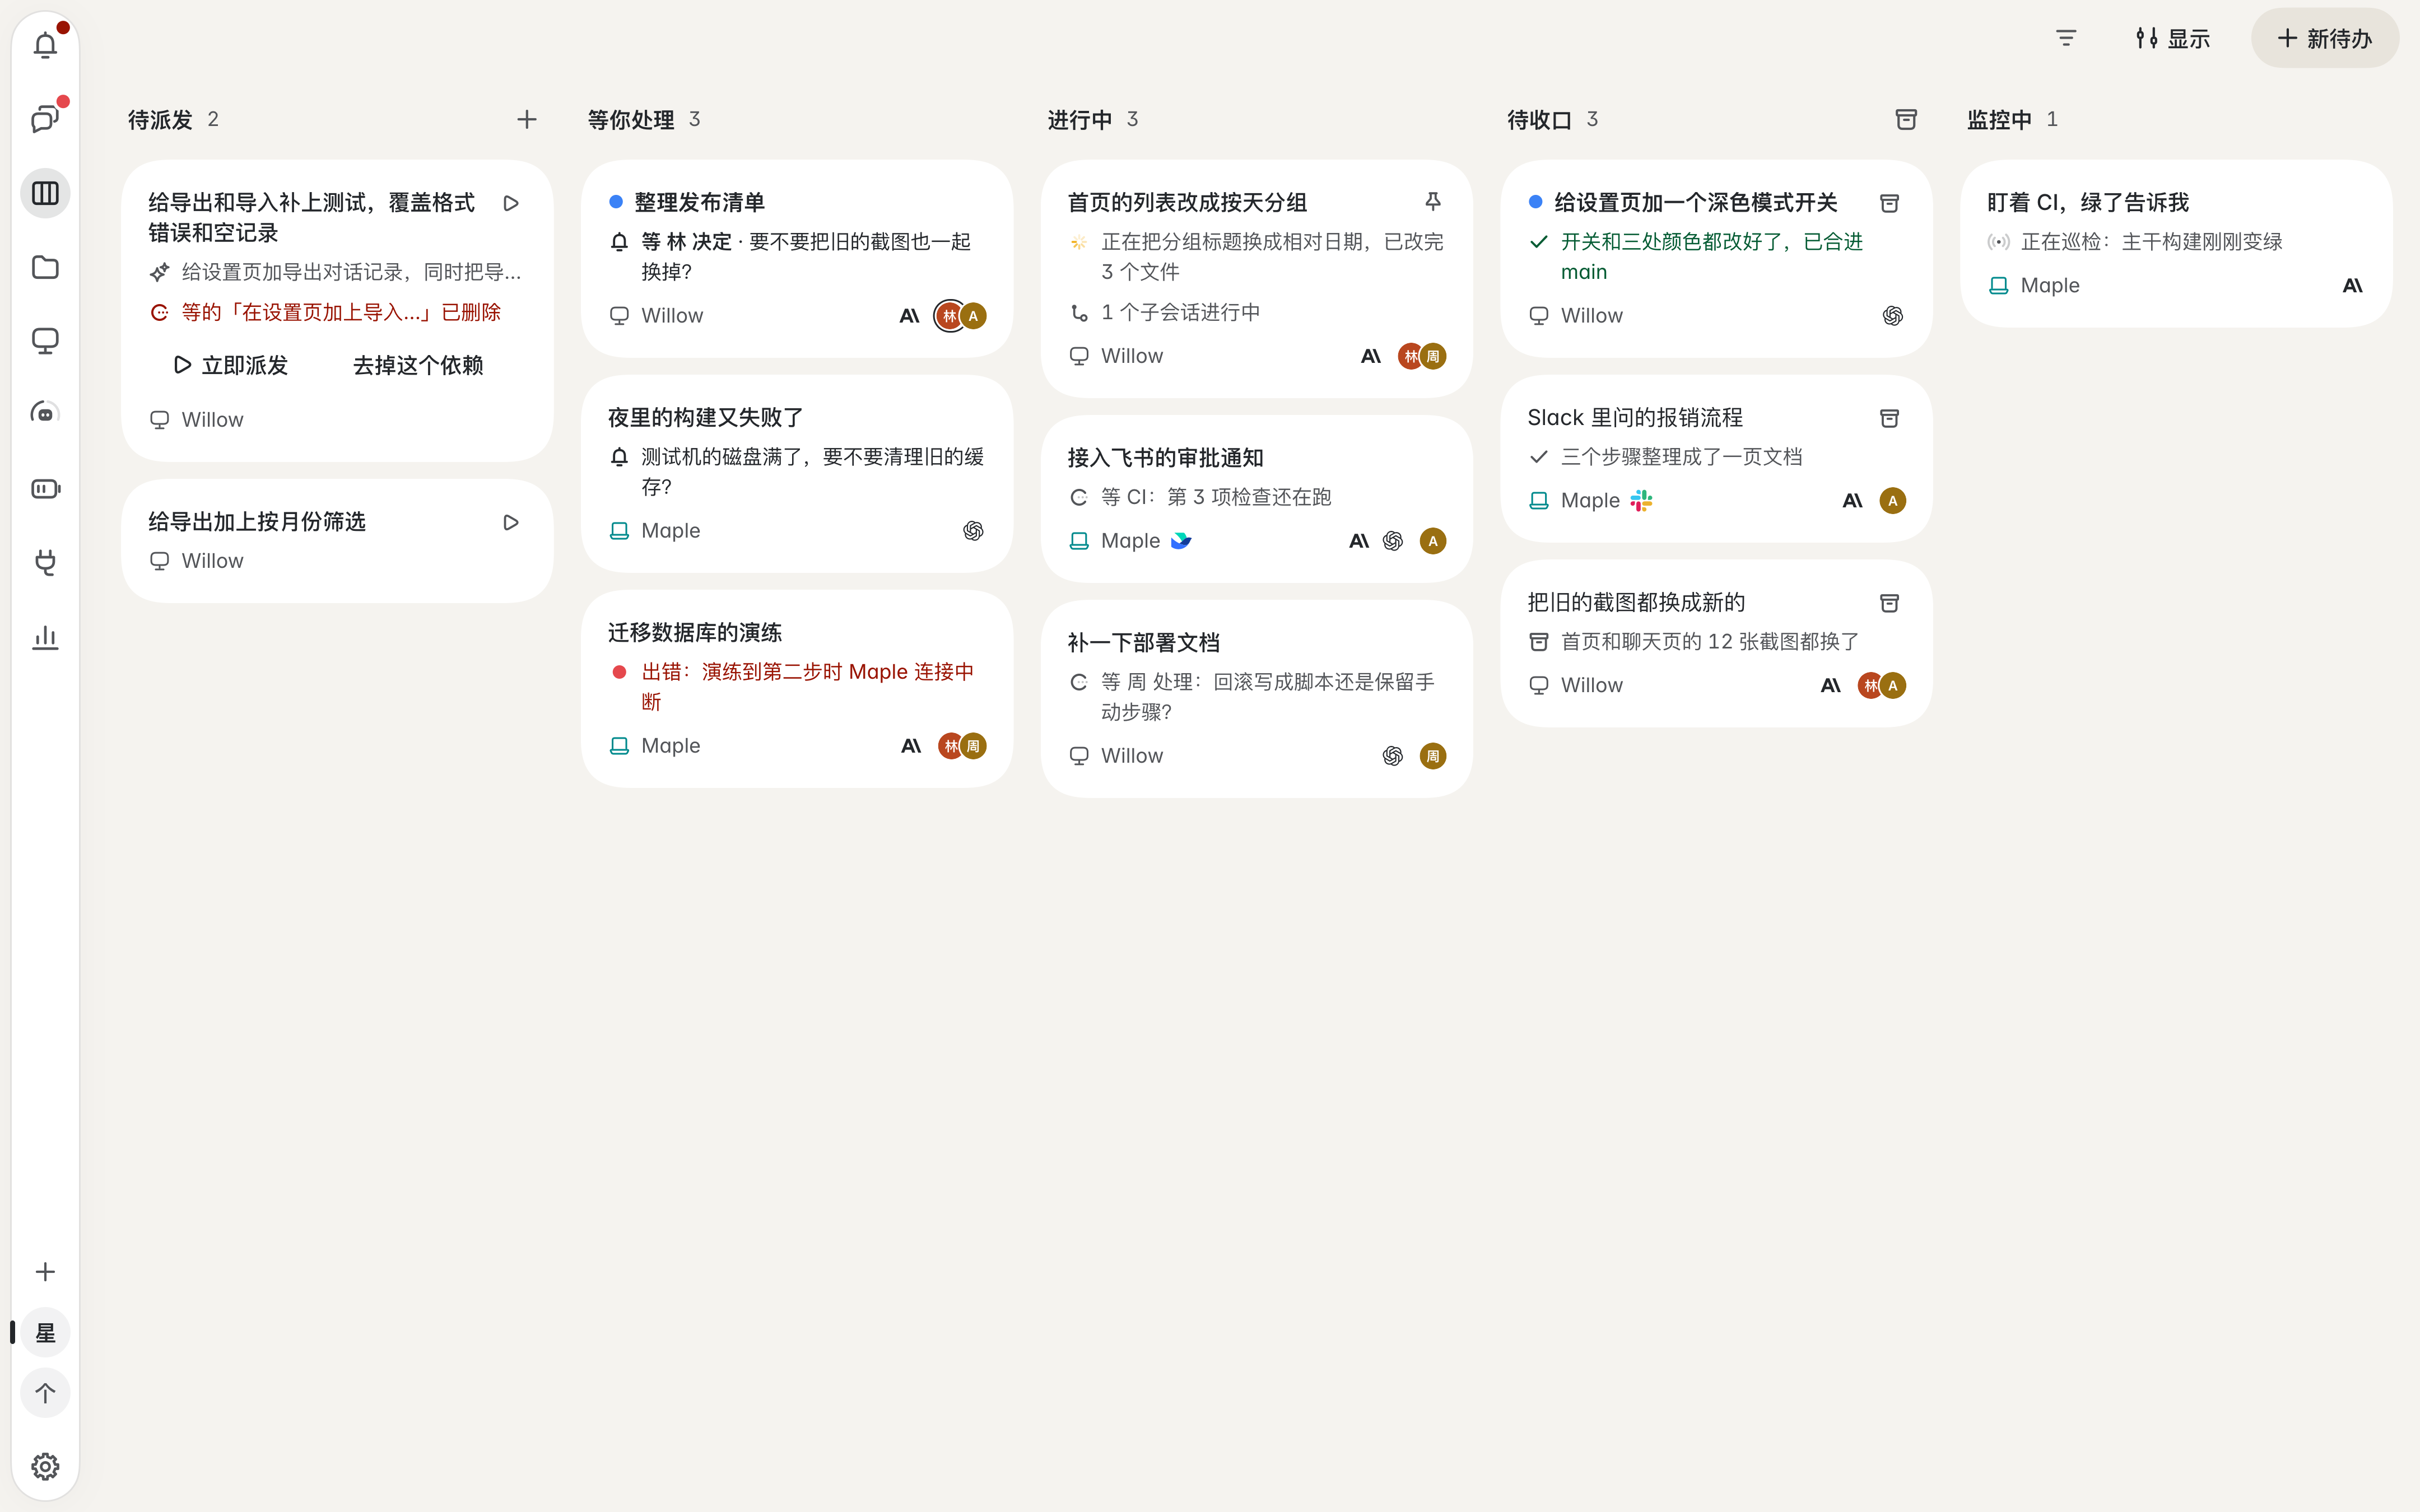 显示
新待办
待派发 2
给导出和导入补上测试，覆盖格式
错误和空记录
给设置页加导出对话记录，同时把导...
等的「在设置页加上导入...」已删除
立即派发
去掉这个依赖
Willow
给导出加上按月份筛选
Willow
等你处理 3
整理发布清单
等 林 决定 · 要不要把旧的截图也一起
换掉？
Willow
林 A
夜里的构建又失败了
测试机的磁盘满了，要不要清理旧的缓
存？
Maple
迁移数据库的演练
出错：演练到第二步时 Maple 连接中
断
Maple
林 周
进行中 3
首页的列表改成按天分组
正在把分组标题换成相对日期，已改完
3 个文件
1 个子会话进行中
Willow
林 周
接入飞书的审批通知
等 CI：第 3 项检查还在跑
Maple
A
补一下部署文档
等 周 处理：回滚写成脚本还是保留手
动步骤？
Willow
周
待收口 3
给设置页加一个深色模式开关
开关和三处颜色都改好了，已合进
main
Willow
Slack 里问的报销流程
三个步骤整理成了一页文档
Maple
A
把旧的截图都换成新的
首页和聊天页的 12 张截图都换了
Willow
林 A
监控中 1
盯着 CI，绿了告诉我
正在巡检：主干构建刚刚变绿
Maple
星
个